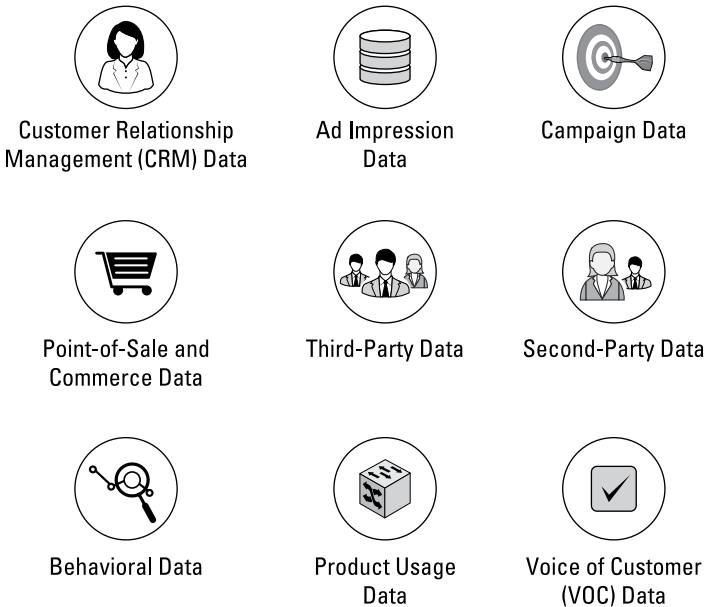 Customer Relationship
Management (CRM) Data
Ad Impression
Data
Campaign Data
Point-of-Sale and
Commerce Data
Third-Party Data
Second-Party Data
Behavioral Data
Product Usage
Data
Voice of Customer
(VOC) Data